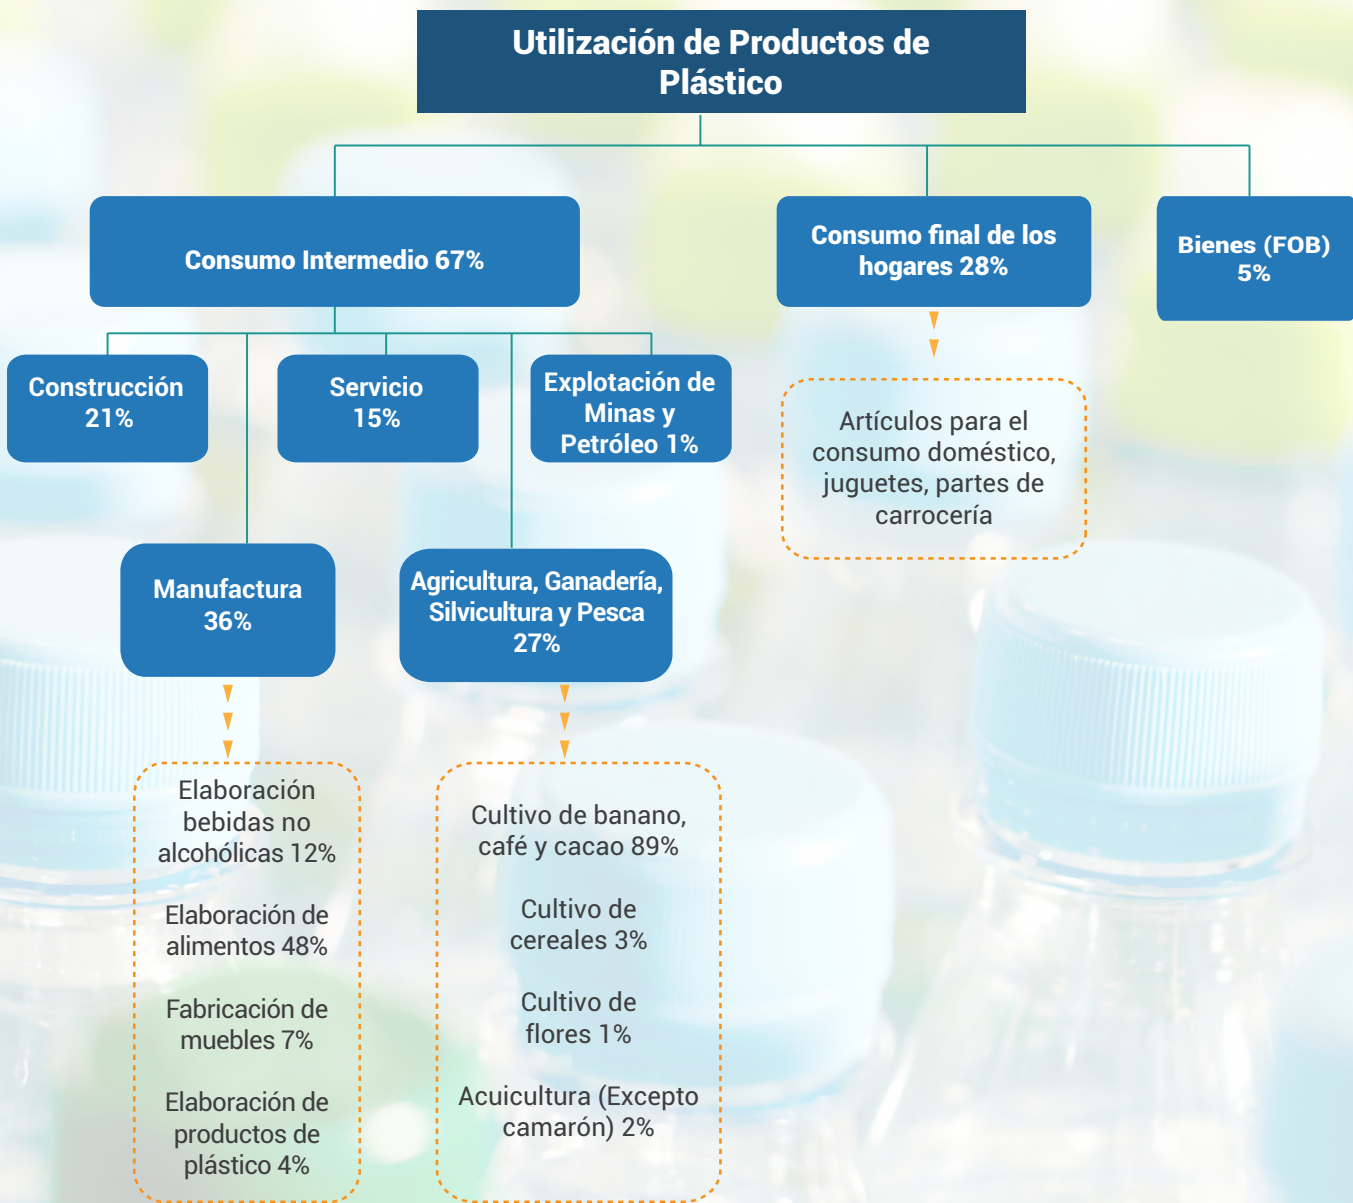 Utilización de Productos de
Plástico
Consumo Intermedio 67%
Consumo final de los
hogares 28%
Bienes (FOB)
5%
Construcción
21%
Servicio
15%
Explotación de
Minas y
Petróleo 1%
Artículos para el
consumo doméstico,
juguetes, partes de
carrocería
Manufactura
36%
Agricultura, Ganadería,
Silvicultura y Pesca
27%
Elaboración
bebidas no
alcohólicas 12%
Elaboración de
alimentos 48%
Fabricación de
muebles 7%
Elaboración de
productos de
plástico 4%
Cultivo de banano,
café y cacao 89%
Cultivo de
cereales 3%
Cultivo de
flores 1%
Acuicultura (Excepto
camarón) 2%